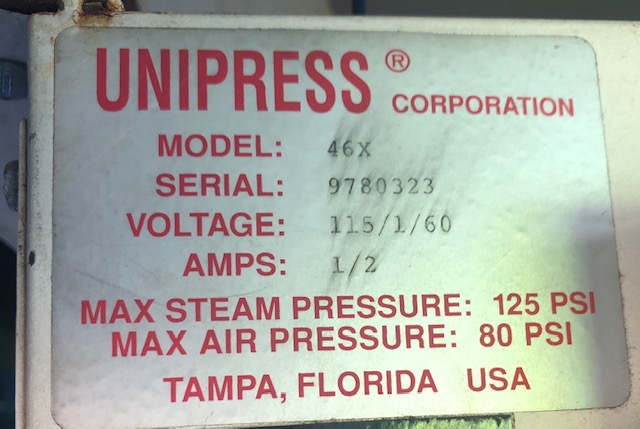 UNIPRESS® CORPORATION
MODEL: 46X
SERIAL: 9780323
VOLTAGE: 115/1/60
AMPS: 1/2
MAX STEAM PRESSURE: 125 PSI
MAX AIR PRESSURE: 80 PSI
TAMPA, FLORIDA USA